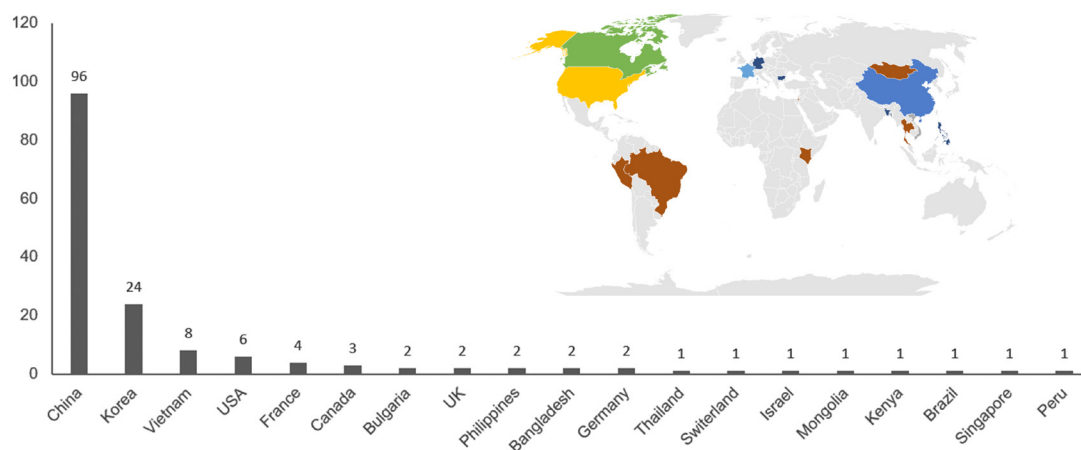 120
100
80
60
40
20
0
96
24
8
6
4
3
2
2
2
2
2
1
1
1
1
1
1
1
1
China
Korea
Vietnam
USA
France
Canada
Bulgaria
UK
Philippines
Bangladesh
Germany
Thailand
Switerland
Israel
Mongolia
Kenya
Brazil
Singapore
Peru